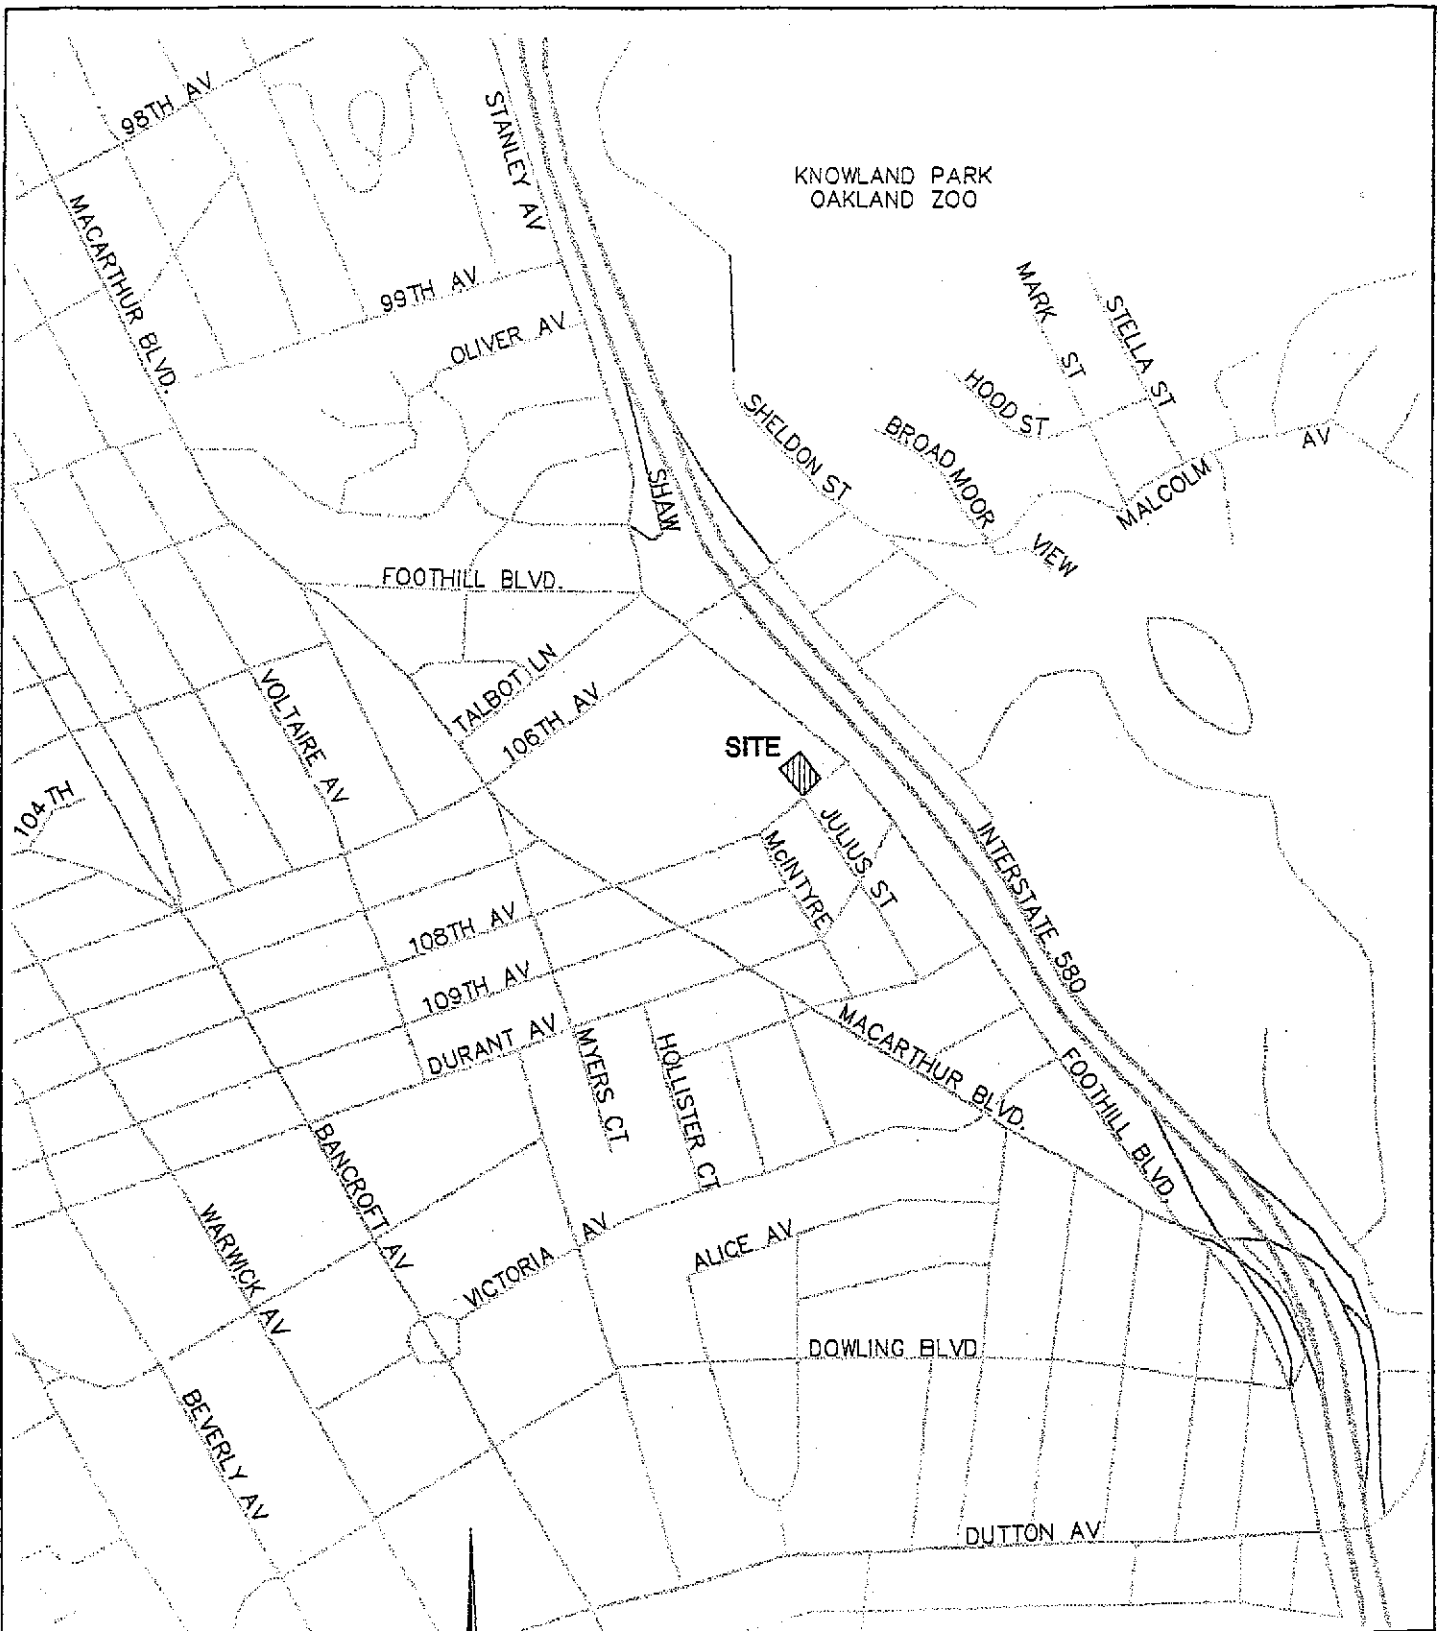 98TH AV
STANLEY AV
KNOWLAND PARK
OAKLAND ZOO
MACARTHUR BLVD.
99TH AV
OLIVER AV
MARK ST
STELLA ST
HOOD ST
SHELDON ST
BROADMOOR
VIEW
MALCOLM AV
SHAW
FOOTHILL BLVD.
TALBOT LN
106TH AV
VOLTAIRE AV
SITE
104TH
JULIUS ST
McINTYRE
INTERSTATE 580
108TH AV
109TH AV
DURANT AV
MYERS CT.
HOLLISTER CT
MACARTHUR BLVD.
FOOTHILL BLVD.
BANCROFT AV
WARWICK AV
VICTORIA AV
ALICE AV
DOWLING BLVD
BEVERLY AV
DUTTON AV